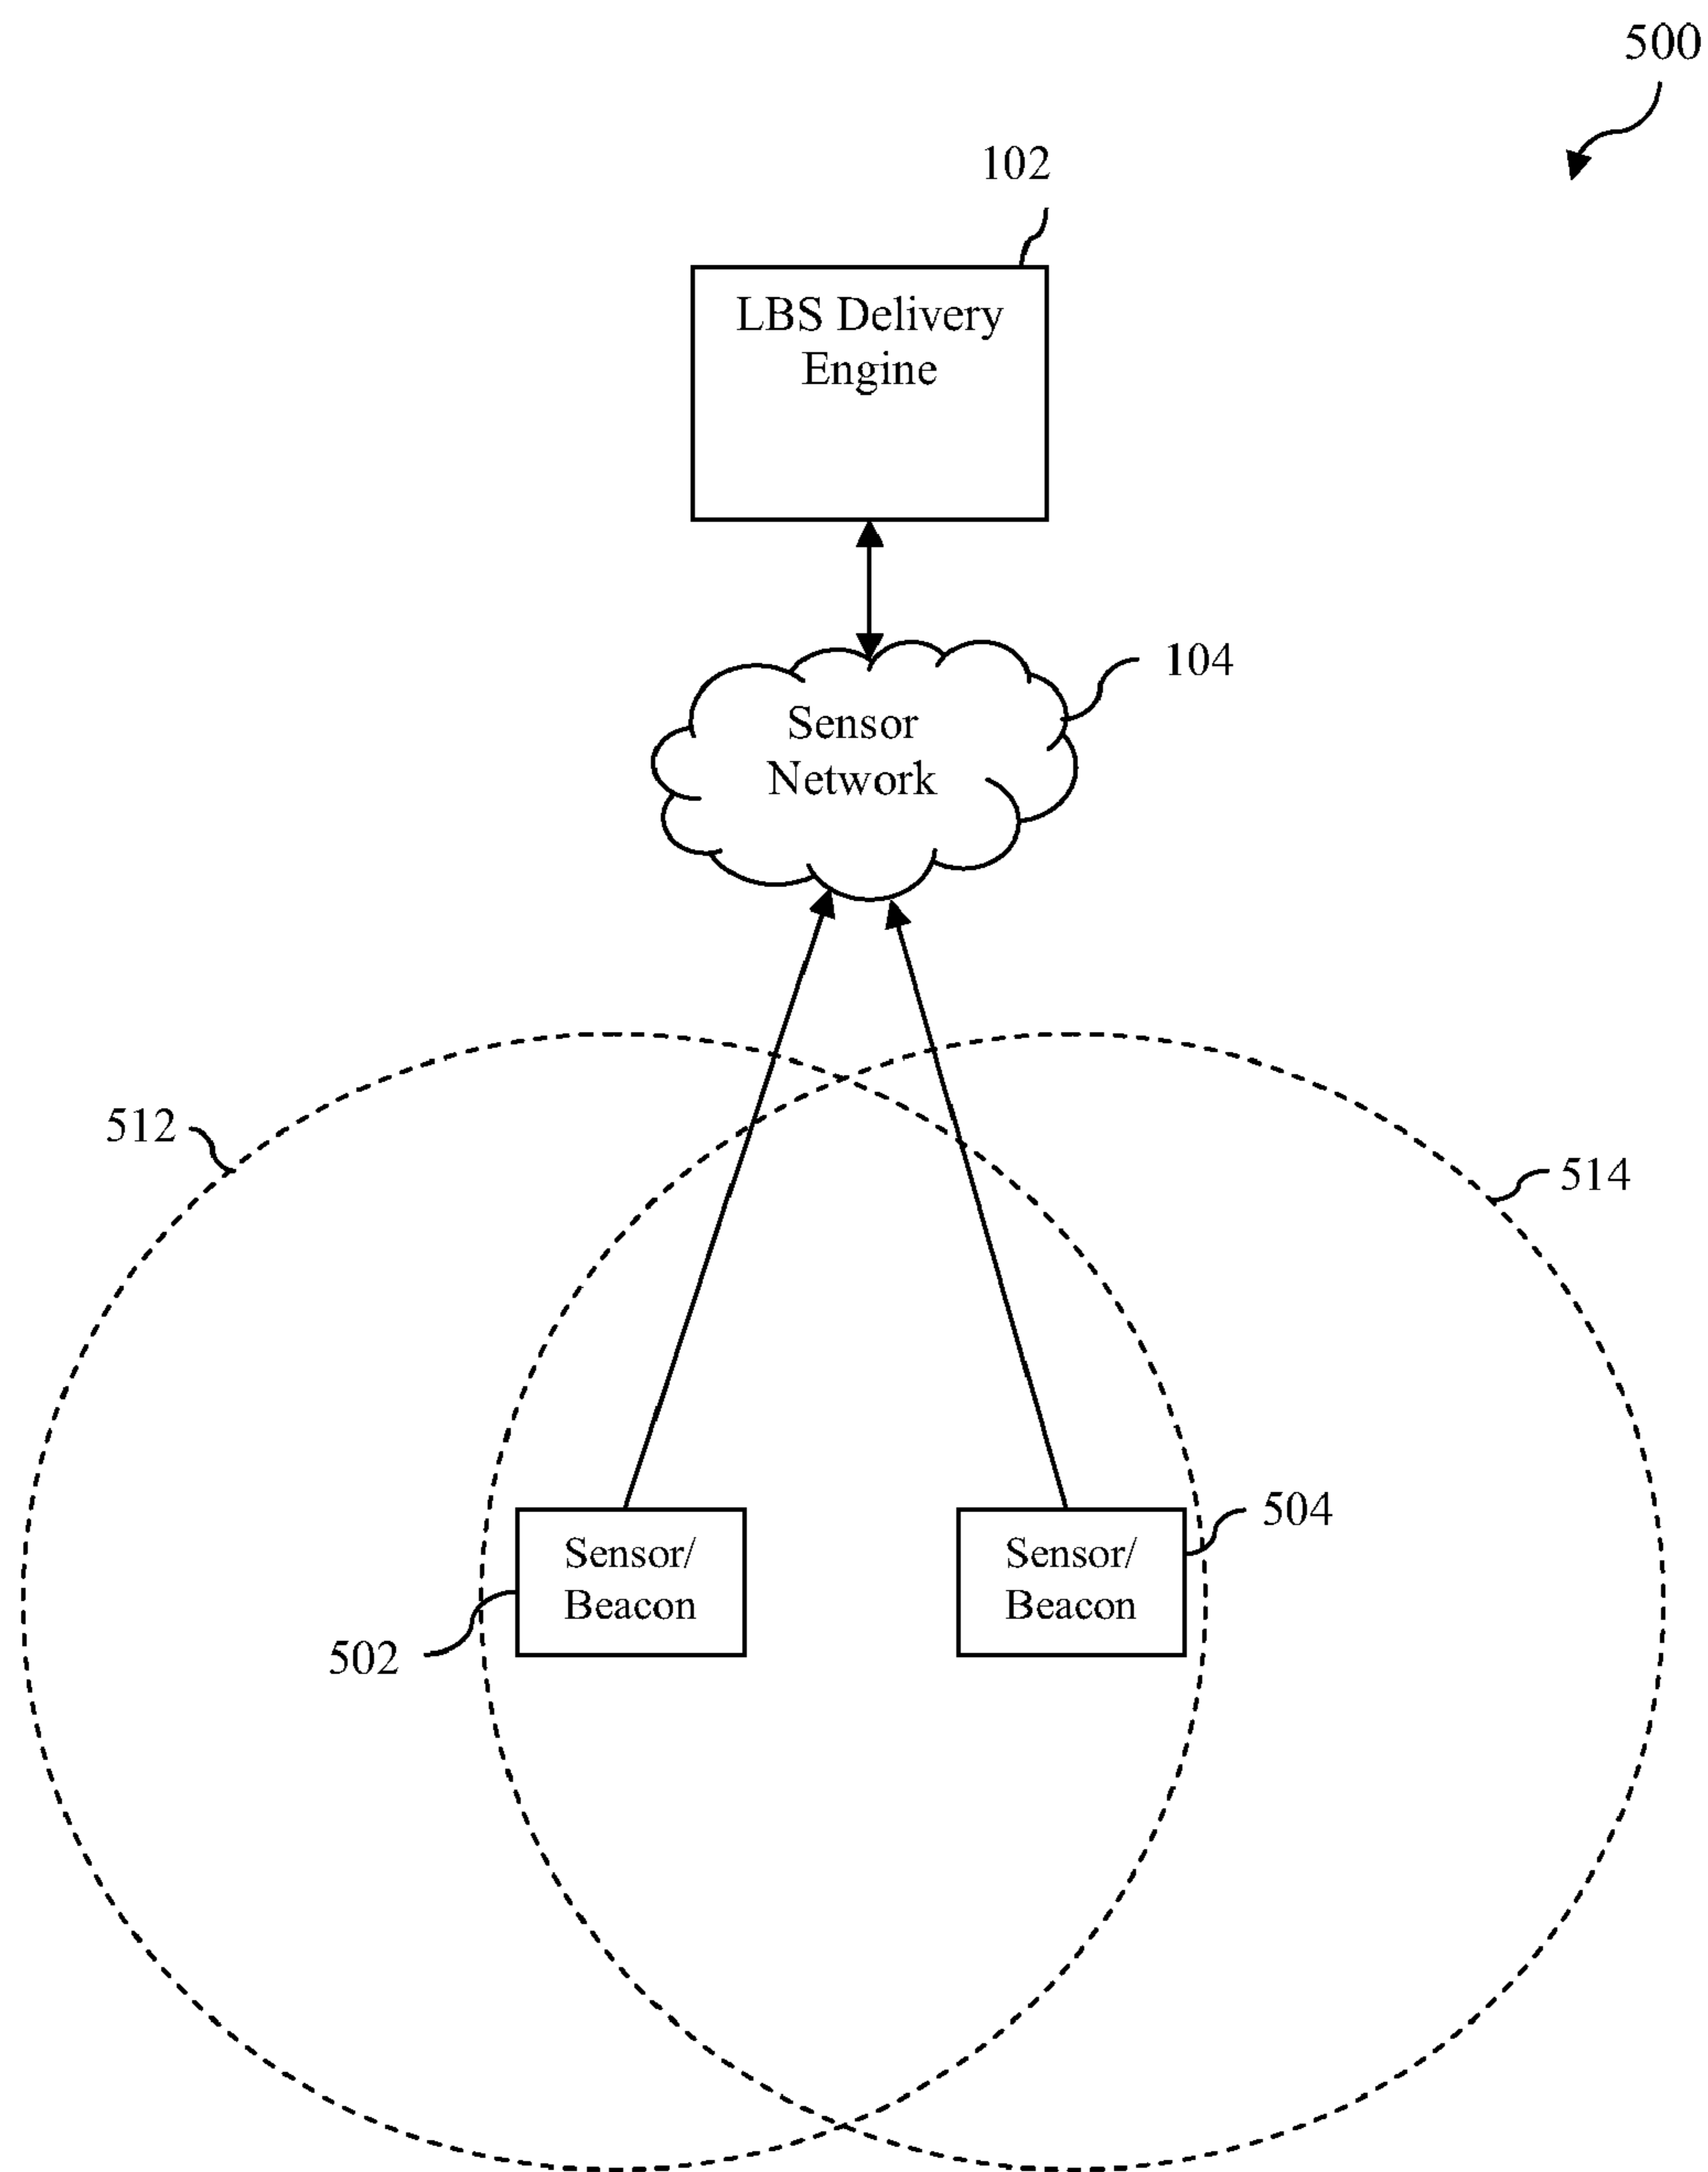 500
102
LBS Delivery
Engine
104
Sensor
Network
512
514
504
Sensor/
Beacon
Sensor/
Beacon
502